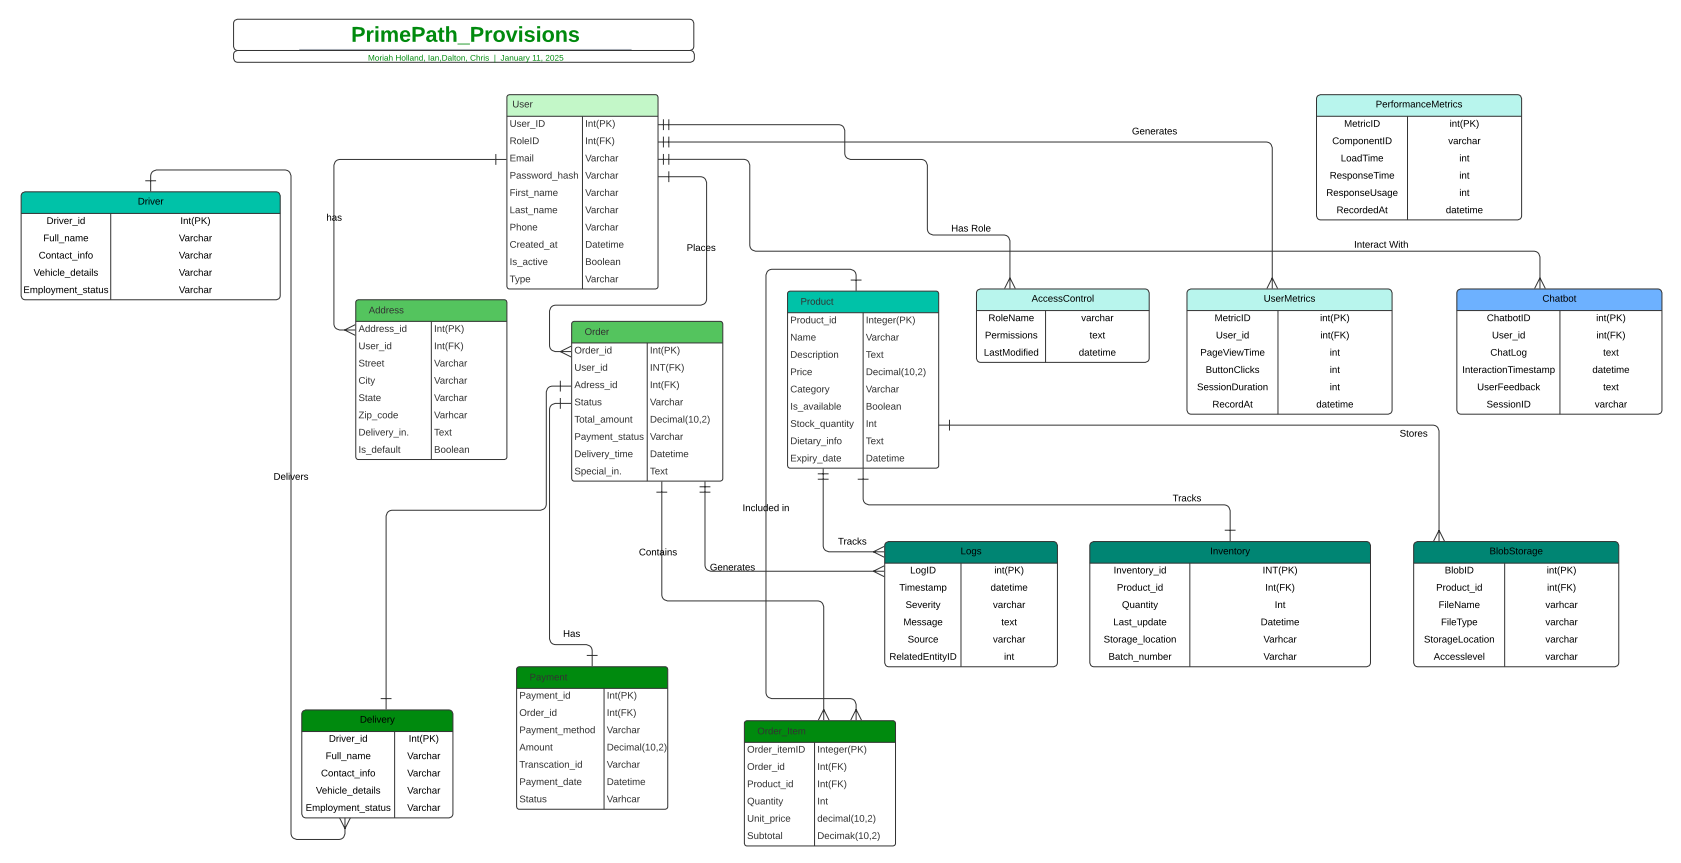 PrimePath_Provisions
Moriah Holland, Ian,Dalton, Chris | January 11, 2025
User
User_ID Int(PK)
RoleID Int(FK)
Email Varchar
Password_hash Varchar
First_name Varchar
Last_name Varchar
Phone Varchar
Created_at Datetime
Is_active Boolean
Type Varchar
PerformanceMetrics
MetricID int(PK)
ComponentID varchar
LoadTime int
ResponseTime int
ResponseUsage int
RecordedAt datetime
Generates
Driver
Driver_id Int(PK)
Full_name Varchar
Contact_info Varchar
Vehicle_details Varchar
Employment_status Varchar
has
Places
Has Role
Interact With
Address
Address_id Int(PK)
User_id Int(FK)
Street Varchar
City Varchar
State Varchar
Zip_code Varhcar
Delivery_in. Text
Is_default Boolean
Order
Order_id Int(PK)
User_id INT(FK)
Adress_id Int(FK)
Status Varchar
Total_amount Decimal(10,2)
Payment_status Varchar
Delivery_time Datetime
Special_in. Text
Product
Product_id Integer(PK)
Name Varchar
Description Text
Price Decimal(10,2)
Category Varchar
Is_available Boolean
Stock_quantity Int
Dietary_info Text
Expiry_date Datetime
AccessControl
RoleName varchar
Permissions text
LastModified datetime
UserMetrics
MetricID int(PK)
User_id int(FK)
PageViewTime int
ButtonClicks int
SessionDuration int
RecordAt datetime
Chatbot
ChatbotID int(PK)
User_id int(FK)
ChatLog text
InteractionTimestamp datetime
UserFeedback text
SessionID varchar
Stores
Delivers
Included in
Tracks
Contains
Tracks
Generates
Logs
LogID int(PK)
Timestamp datetime
Severity varchar
Message text
Source varchar
RelatedEntityID int
Inventory
Inventory_id INT(PK)
Product_id Int(FK)
Quantity Int
Last_update Datetime
Storage_location Varhcar
Batch_number Varchar
BlobStorage
BlobID int(PK)
Product_id int(FK)
FileName varhcar
FileType varchar
StorageLocation varchar
Accesslevel varchar
Has
Payment
Payment_id Int(PK)
Order_id Int(FK)
Payment_method Varchar
Amount Decimal(10,2)
Transcation_id Varchar
Payment_date Datetime
Status Varhcar
Delivery
Driver_id Int(PK)
Full_name Varchar
Contact_info Varchar
Vehicle_details Varchar
Employment_status Varchar
Order_Item
Order_itemID Integer(PK)
Order_id Int(FK)
Product_id Int(FK)
Quantity Int
Unit_price decimal(10,2)
Subtotal Decimak(10,2)